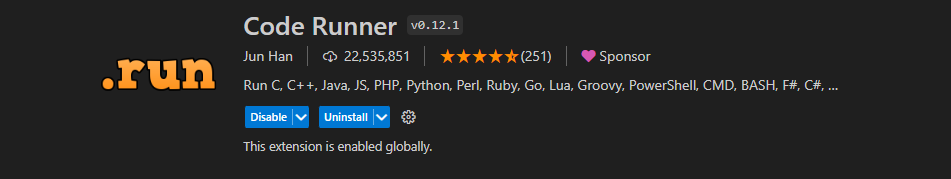 Code Runner v0.12.1
Jun Han 22,535,851 (251) Sponsor
.run
Run C, C++, Java, JS, PHP, Python, Perl, Ruby, Go, Lua, Groovy, PowerShell, CMD, BASH, F#, C#, ...
Disable Uninstall
This extension is enabled globally.